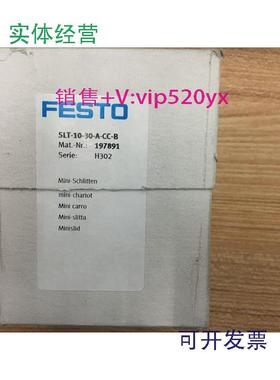 实体经营
销售+V:vip520yx
FESTO
SLT-10-30-A-CC-B
Mat.-Nr.: 197891
Serie: H302
Mini-Schlitten
mini-chariot
Mini carro
Mini-slitta
Minislid
可开发票